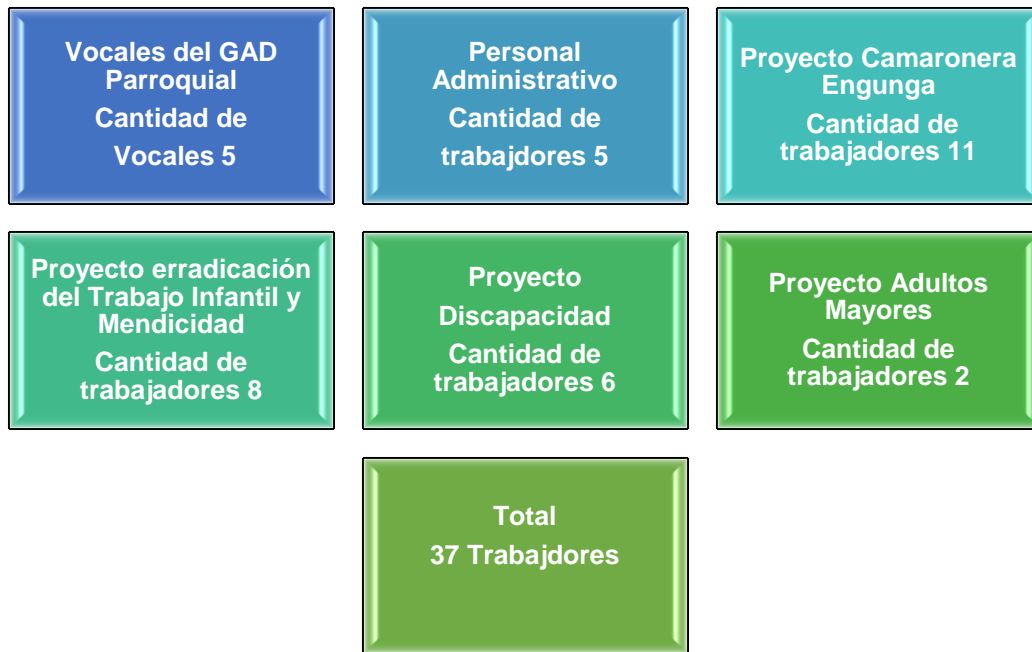 Vocales del GAD
Parroquial
Cantidad de
Vocales 5
Personal
Administrativo
Cantidad de
trabajdores 5
Proyecto Camaronera
Engunga
Cantidad de
trabajadores 11
Proyecto erradicación
del Trabajo Infantil y
Mendicidad
Cantidad de
trabajadores 8
Proyecto
Discapacidad
Cantidad de
trabajadores 6
Proyecto Adultos
Mayores
Cantidad de
trabajadores 2
Total
37 Trabajdores